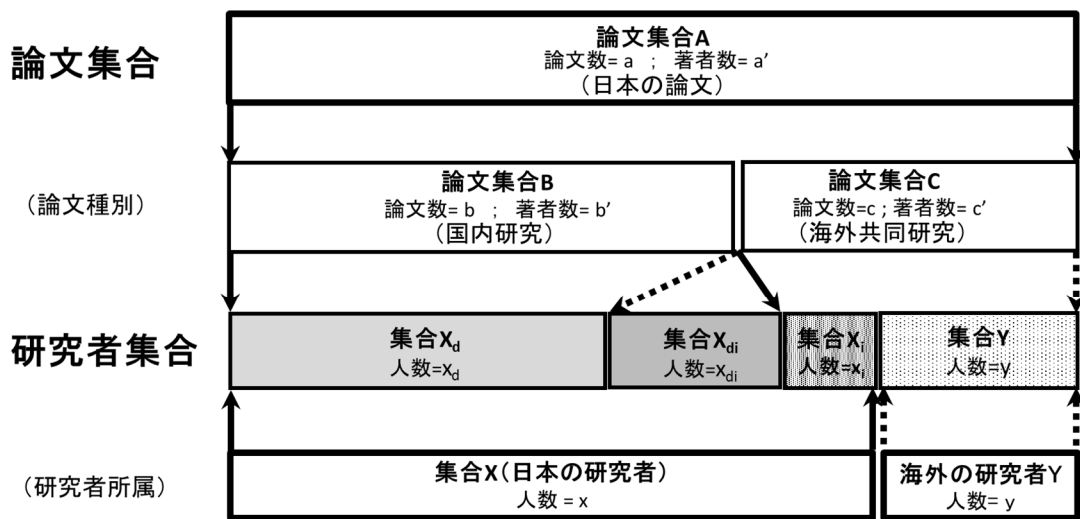 論文集合
論文集合A
論文数= a ; 著者数= a’
(日本の論文)
(論文種別)
論文集合B
論文数= b ; 著者数= b’
(国内研究)
論文集合C
論文数=c ; 著者数= c’
(海外共同研究)
研究者集合
集合Xd
人数=xd
集合Xdi
人数=xdi
集合Xi
人数=xi
集合Y
人数=y
(研究者所属)
集合X(日本の研究者)
人数 = x
海外の研究者Y
人数= y